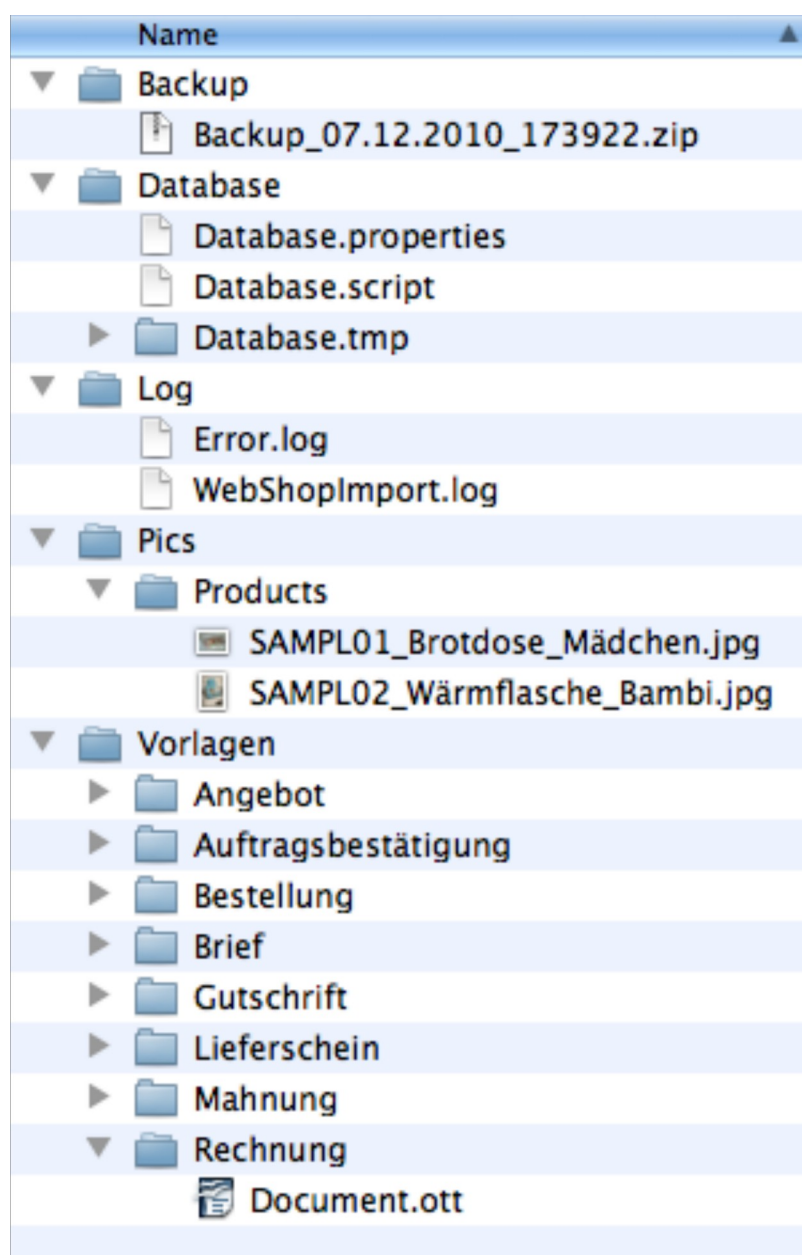 Name
Backup
Backup_07.12.2010_173922.zip
Database
Database.properties
Database.script
Database.tmp
Log
Error.log
WebShopImport.log
Pics
Products
SAMPL01_Brotdose_Mädchen.jpg
SAMPL02_Wärmflasche_Bambi.jpg
Vorlagen
Angebot
Auftragsbestätigung
Bestellung
Brief
Gutschrift
Lieferschein
Mahnung
Rechnung
Document.ott